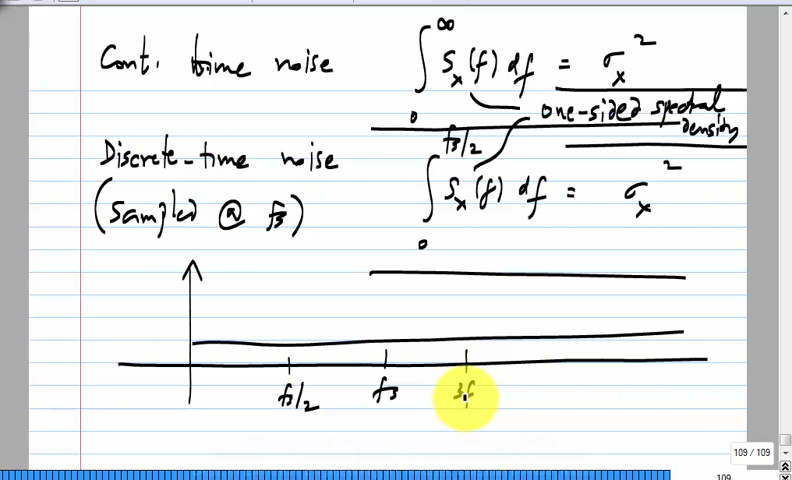 Cont. time noise ∫₀^∞ Sₓ(f) df = σₓ²
one-sided spectral density
Discrete-time noise ∫₀^fs/2 Sₓ(f) df = σₓ²
(Sampled @ fs)
fs/2 fs 3f
109 / 109
109